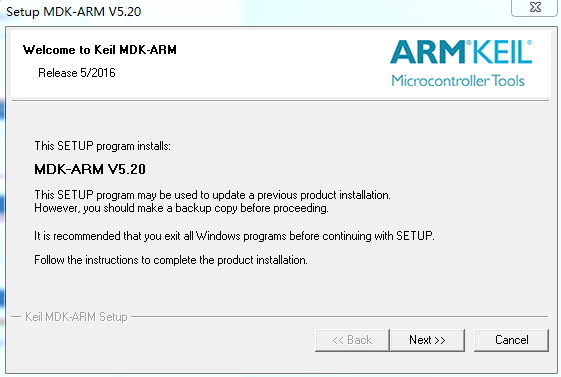 Setup MDK-ARM V5.20
Welcome to Keil MDK-ARM
Release 5/2016
ARM®KEIL®
Microcontroller Tools
This SETUP program installs:
MDK-ARM V5.20
This SETUP program may be used to update a previous product installation.
However, you should make a backup copy before proceeding.
It is recommended that you exit all Windows programs before continuing with SETUP.
Follow the instructions to complete the product installation.
Keil MDK-ARM Setup
<< Back
Next >>
Cancel